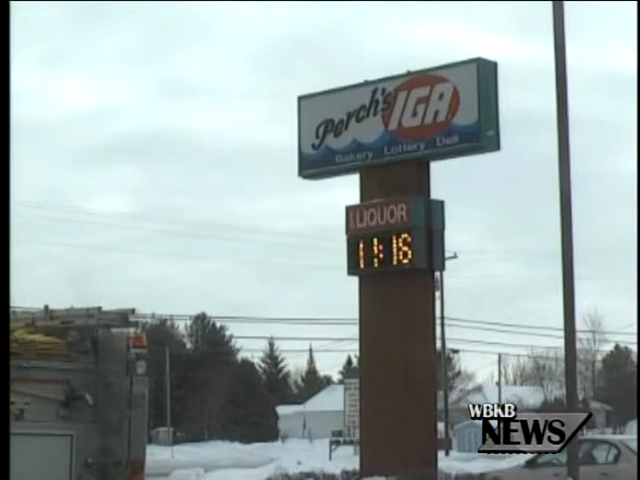 Perch's IGA
Bakery Lottery Deli
LIQUOR
11:16
WBKB
NEWS